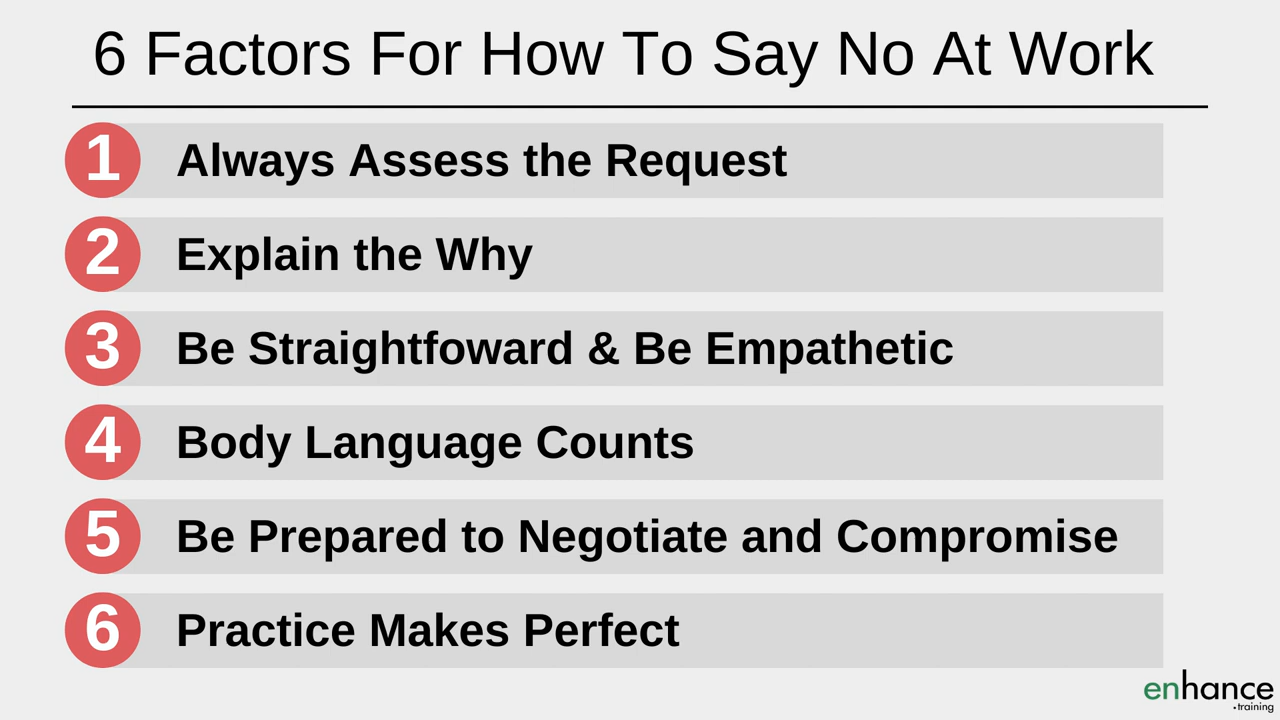 6 Factors For How To Say No At Work
1 Always Assess the Request
2 Explain the Why
3 Be Straightfoward & Be Empathetic
4 Body Language Counts
5 Be Prepared to Negotiate and Compromise
6 Practice Makes Perfect
enhance
•training